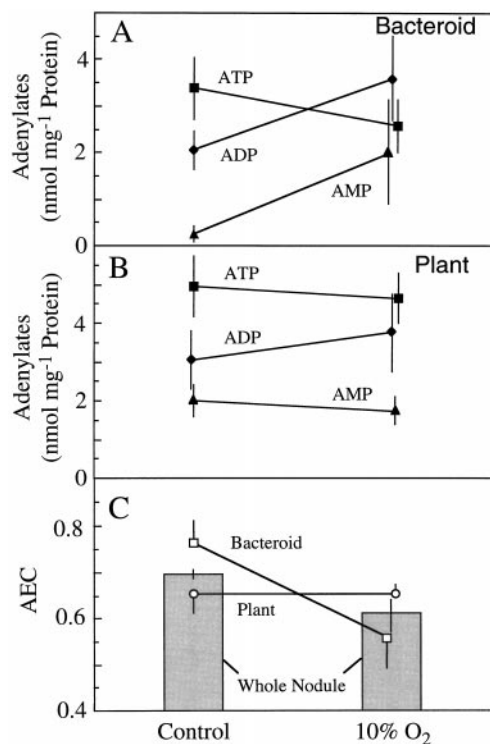 A
Bacteroid
Adenylates
(nmol mg⁻¹ Protein)
4
2
0
ATP
ADP
AMP
B
Plant
Adenylates
(nmol mg⁻¹ Protein)
4
2
0
ATP
ADP
AMP
C
AEC
0.8
0.6
0.4
Bacteroid
Plant
Whole Nodule
Control
10% O₂